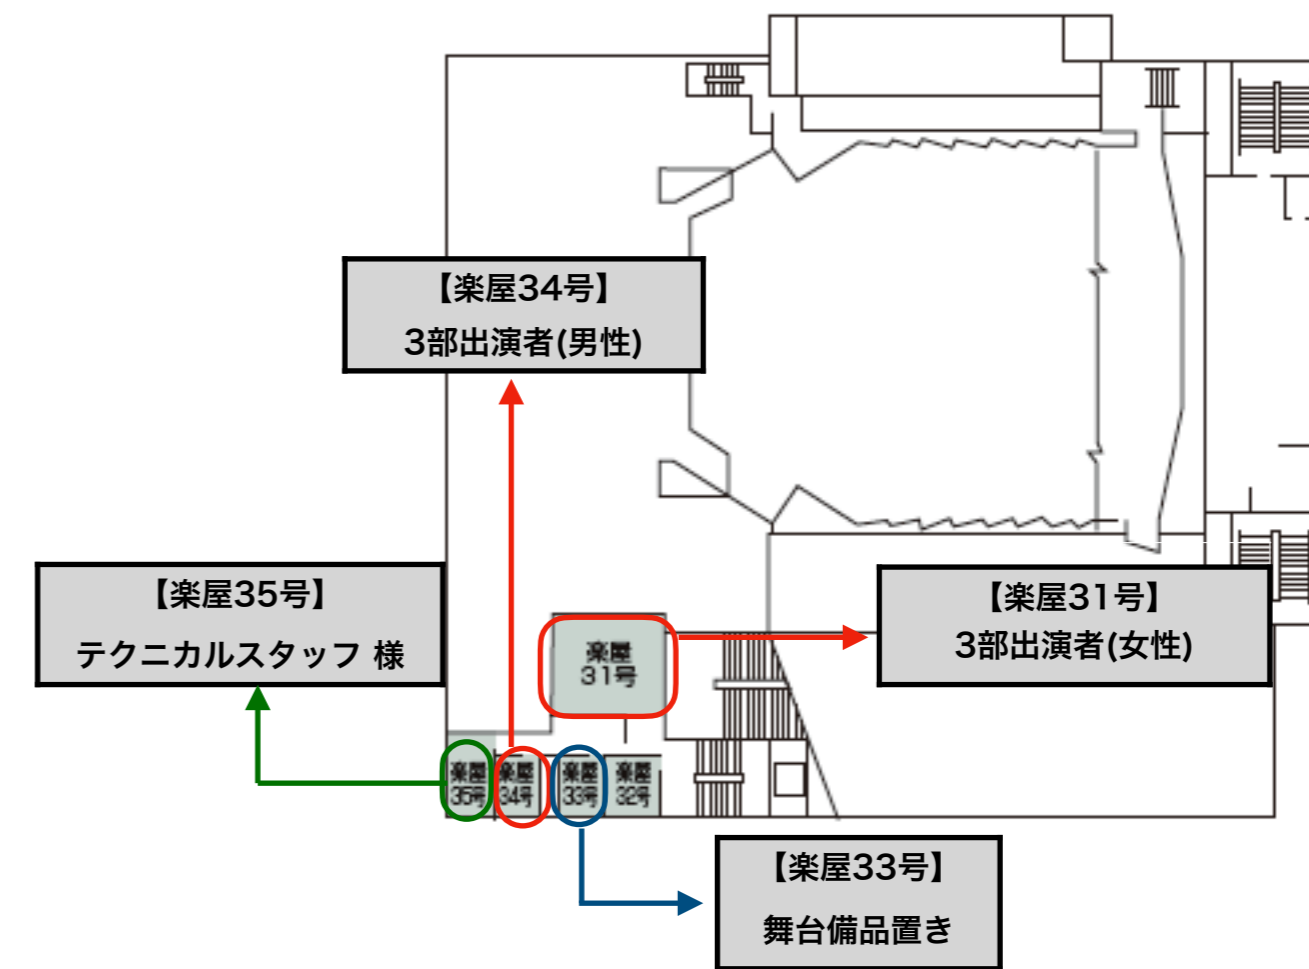 【楽屋34号】
3部出演者(男性)
【楽屋35号】
テクニカルスタッフ 様
【楽屋31号】
3部出演者(女性)
楽屋
31号
楽屋
35号
楽屋
34号
楽屋
33号
楽屋
32号
【楽屋33号】
舞台備品置き